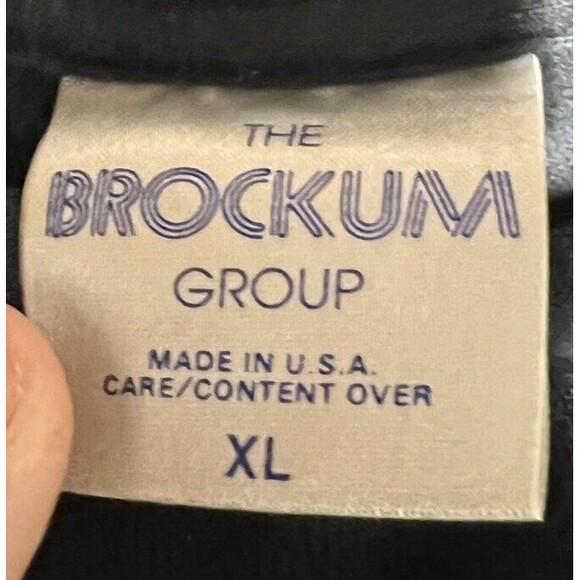 THE
BROCKUM
GROUP
MADE IN U.S.A.
CARE/CONTENT OVER
XL